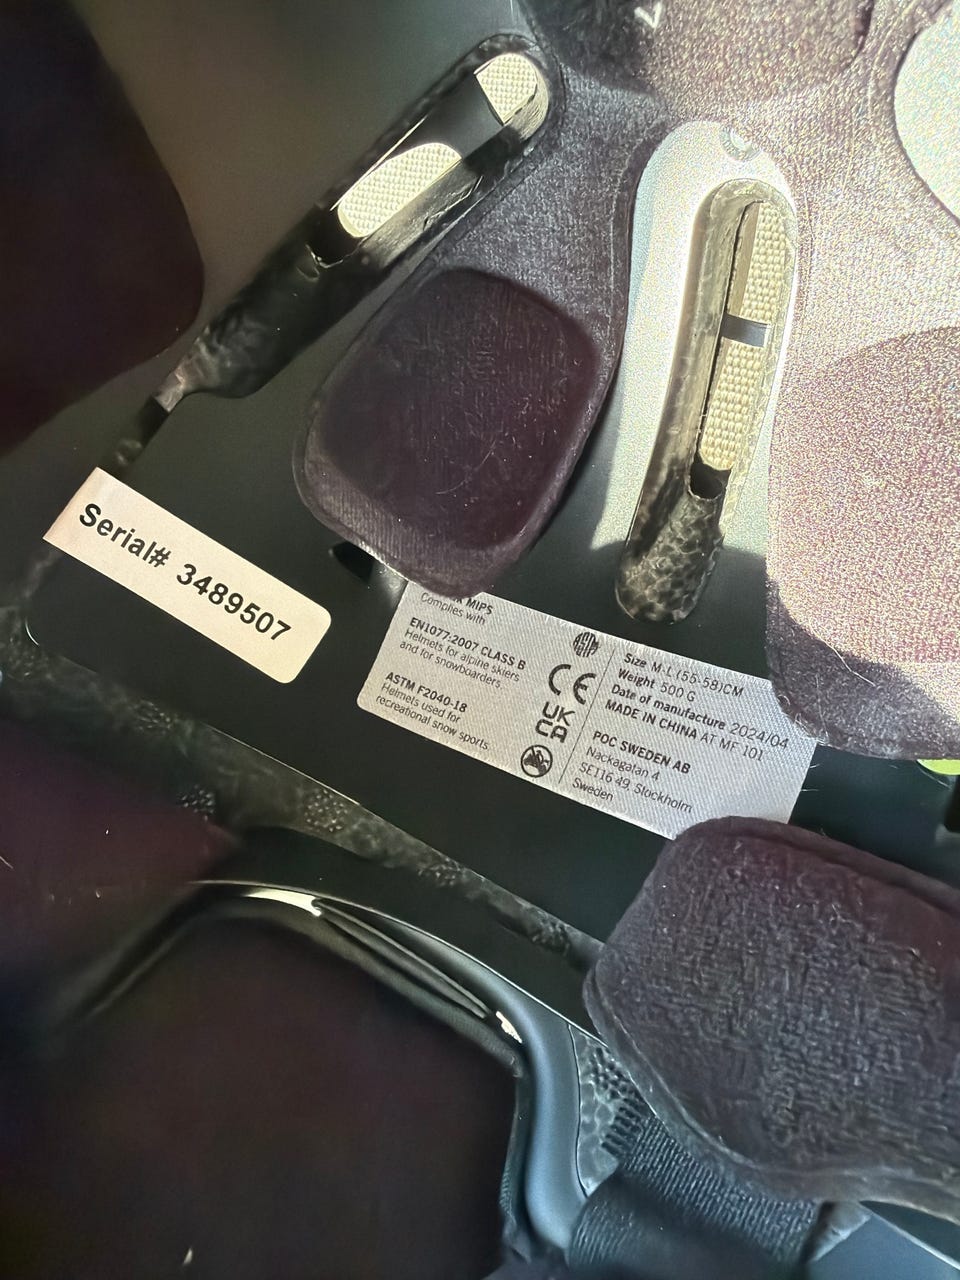 Serial# 3489507
MIPS
Complies with
EN1077:2007 CLASS B
Helmets for alpine skiers
and for snowboarders
ASTM F2040-18
Helmets used for
recreational snow sports.
CE
UK
CA
Size M-L (55-58)CM
Weight 500 G
Date of manufacture 2024/04
MADE IN CHINA AT MF 101
POC SWEDEN AB
Nackagatan 4
SE116 49, Stockholm
Sweden